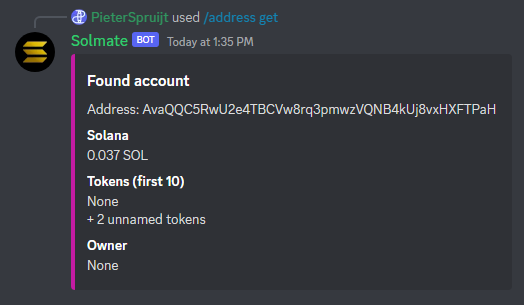 PieterSpruijt used /address get
Solmate BOT Today at 1:35 PM
Found account
Address: AvaQQC5RwU2e4TBCVw8rq3pmwzVQNB4kUj8vxHXFTPaH
Solana
0.037 SOL
Tokens (first 10)
None
+ 2 unnamed tokens
Owner
None